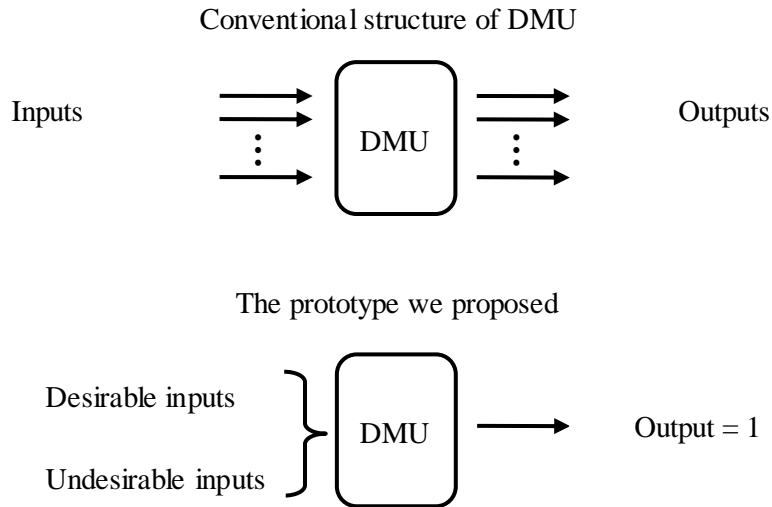 Conventional structure of DMU
Inputs
DMU
Outputs
The prototype we proposed
Desirable inputs
Undesirable inputs
DMU
Output = 1